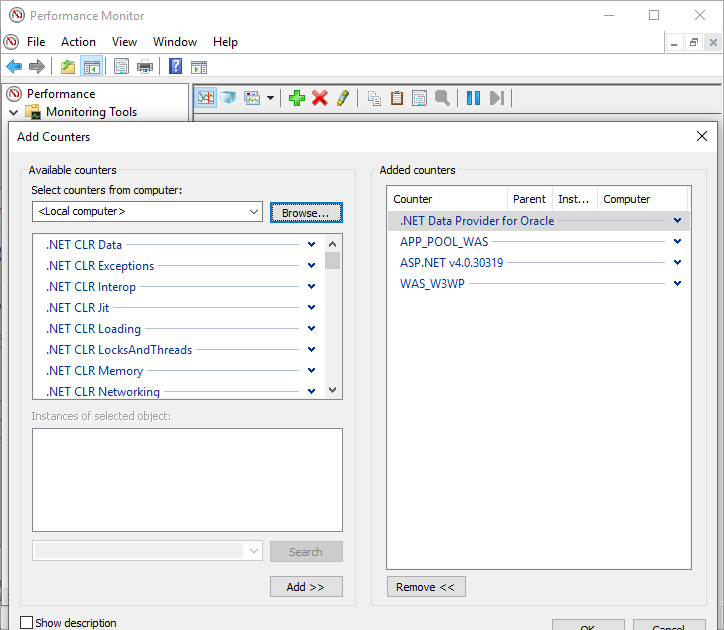 Performance Monitor
File Action View Window Help
Performance
Monitoring Tools
Add Counters
Available counters
Select counters from computer:
<Local computer>
Browse...
.NET CLR Data
.NET CLR Exceptions
.NET CLR Interop
.NET CLR Jit
.NET CLR Loading
.NET CLR LocksAndThreads
.NET CLR Memory
.NET CLR Networking
Instances of selected object:
Search
Add >>
Show description
Added counters
Counter Parent Inst... Computer
.NET Data Provider for Oracle
APP_POOL_WAS
ASP.NET v4.0.30319
WAS_W3WP
Remove <<
OK
Cancel